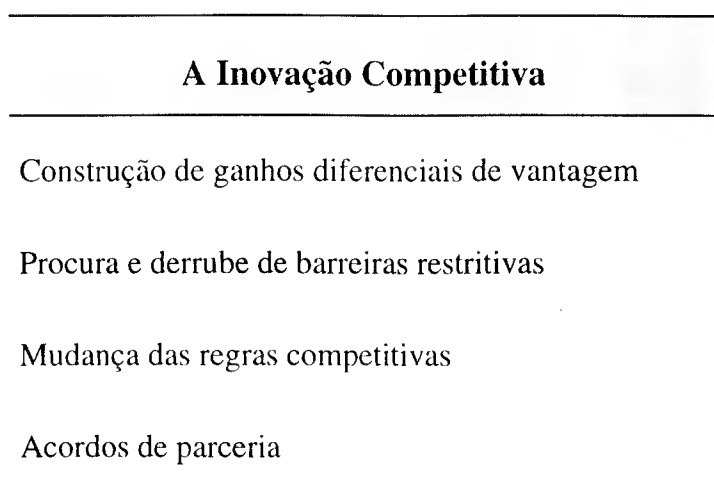 A Inovação Competitiva
Construção de ganhos diferenciais de vantagem
Procura e derrube de barreiras restritivas
Mudança das regras competitivas
Acordos de parceria